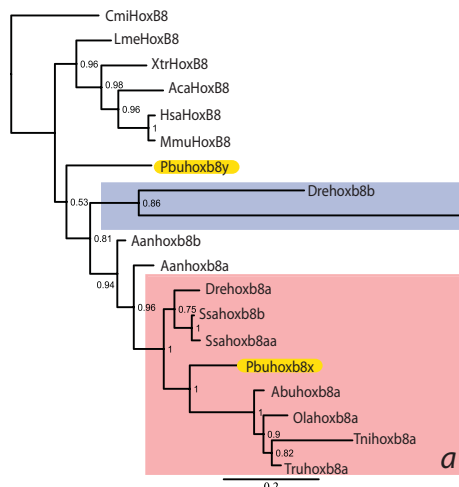 CmiHoxB8
LmeHoxB8
0.96
XtrHoxB8
0.98
AcaHoxB8
0.96
HsaHoxB8
1
MmuHoxB8
Pbuhoxb8y
0.53
Drehoxb8b
0.86
0.81
Aanhoxb8b
0.94
Aanhoxb8a
0.96
Drehoxb8a
0.75
Ssahoxb8b
1
Ssahoxb8aa
1
Pbuhoxb8x
1
Abuhoxb8a
1
Olahoxb8a
0.9
Tnihoxb8a
0.82
Truhoxb8a
a
0.2